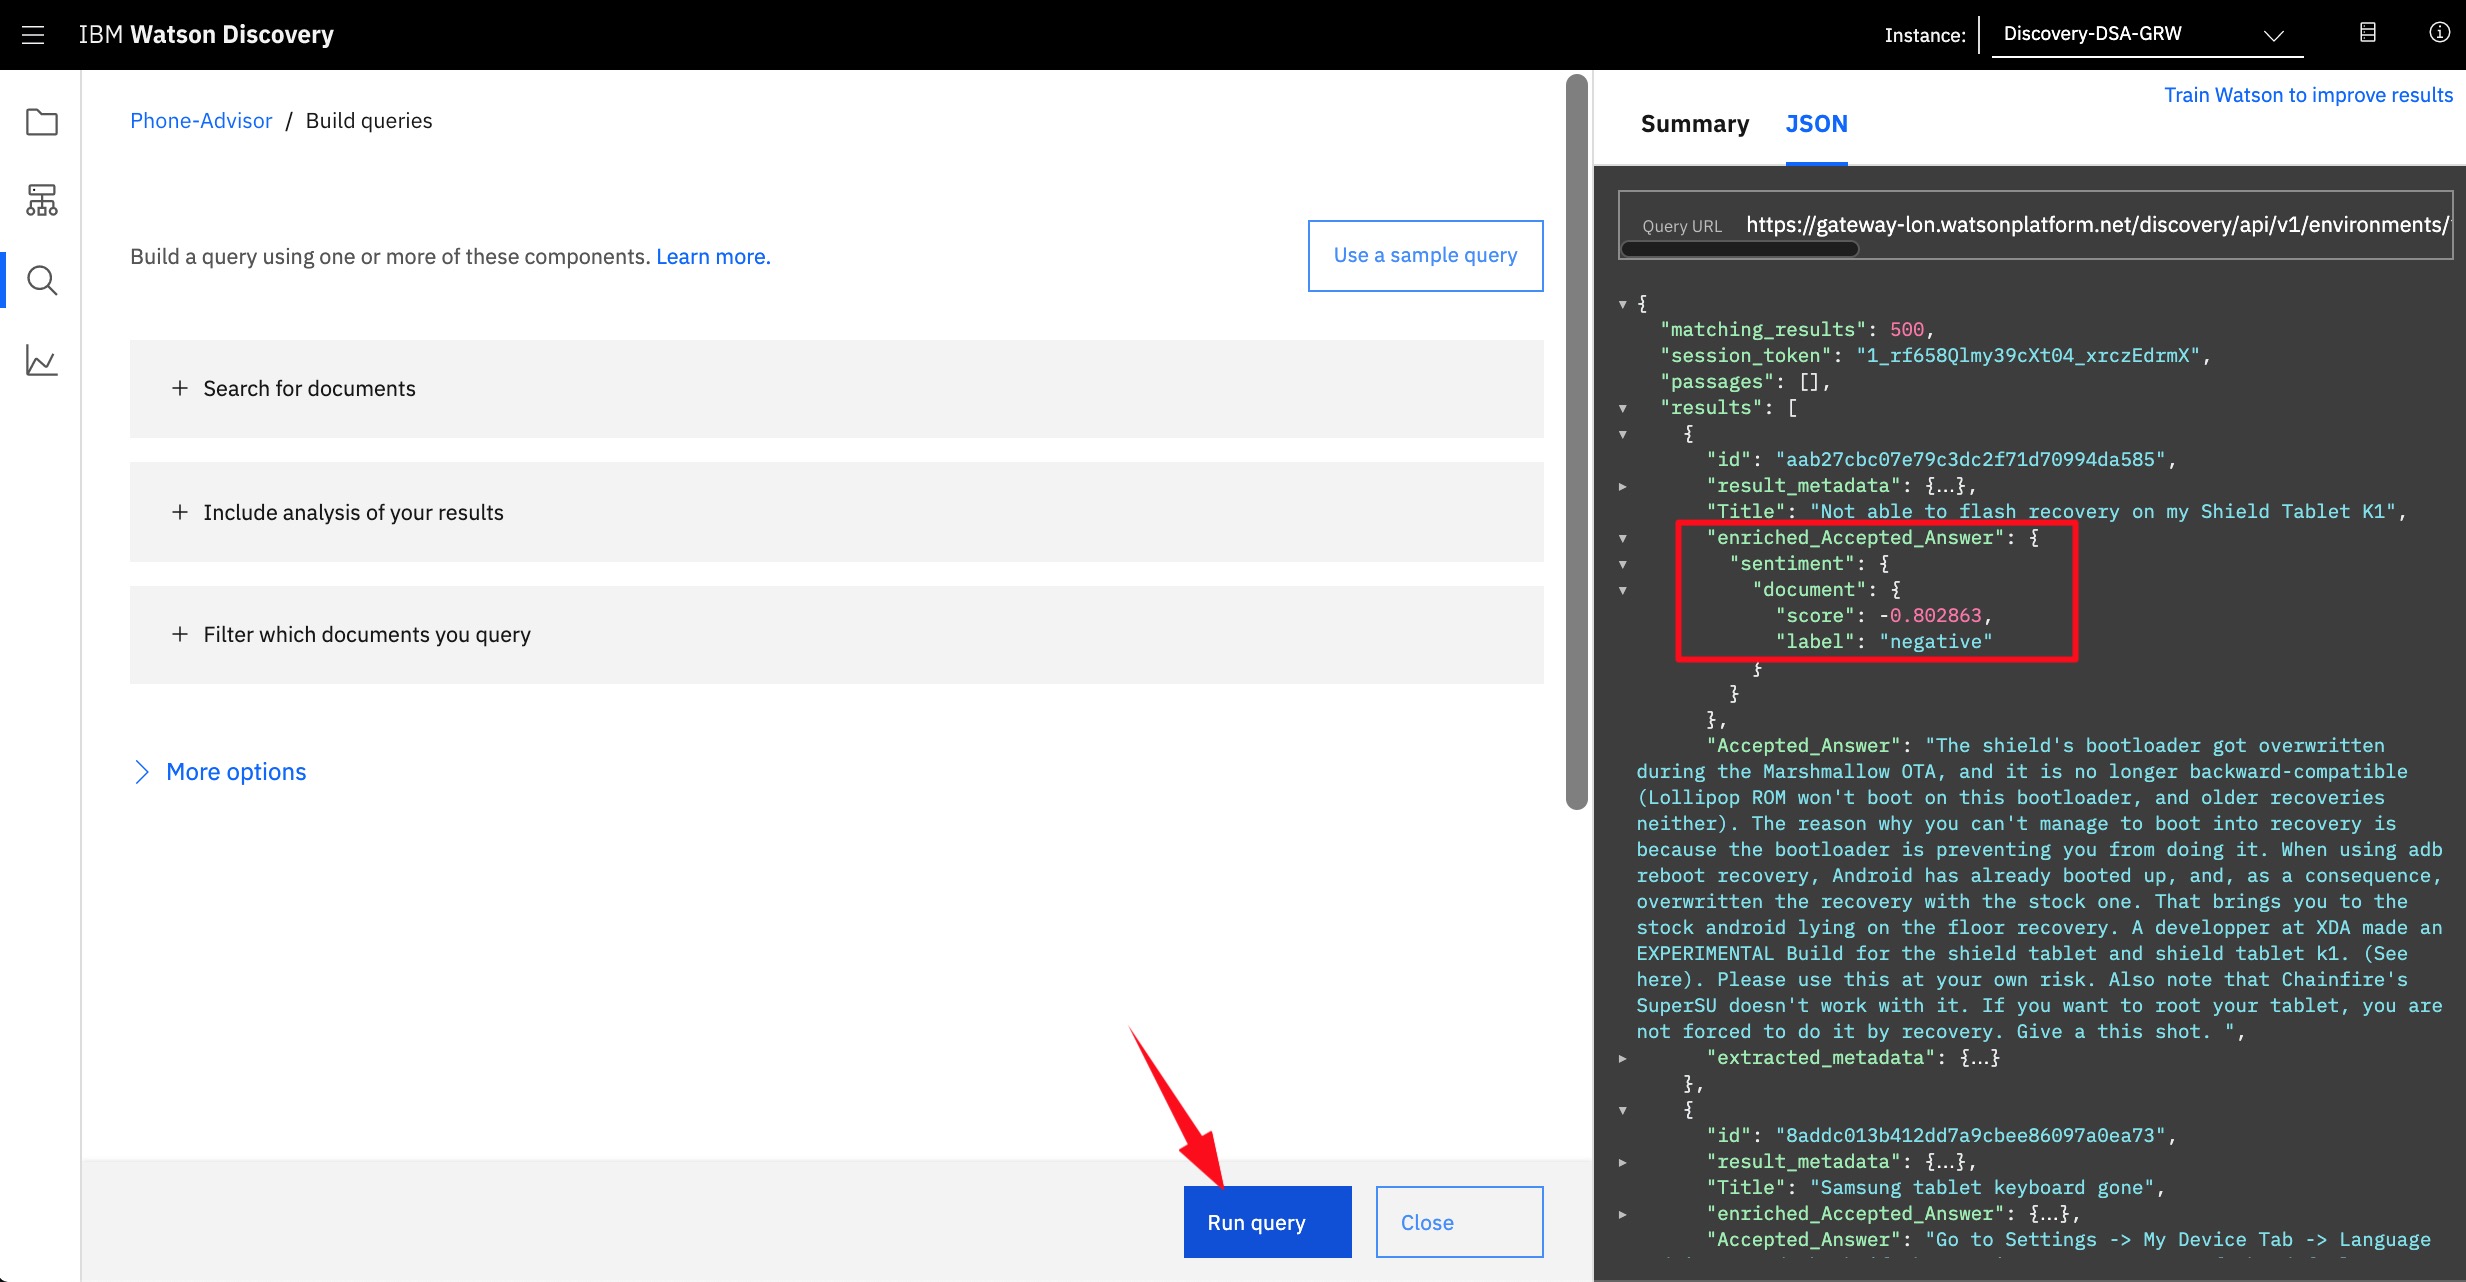 IBM Watson Discovery
Instance:
Discovery-DSA-GRW
Phone-Advisor / Build queries
Build a query using one or more of these components. Learn more.
Use a sample query
+ Search for documents
+ Include analysis of your results
+ Filter which documents you query
More options
Run query
Close
Train Watson to improve results
Summary
JSON
Query URL https://gateway-lon.watsonplatform.net/discovery/api/v1/environments/
{
"matching_results": 500,
"session_token": "1_rf658Qlmy39cXt04_xrczEdrmX",
"passages": [],
"results": [
{
"id": "aab27cbc07e79c3dc2f71d70994da585",
"result_metadata": {...},
"Title": "Not able to flash recovery on my Shield Tablet K1",
"enriched_Accepted_Answer": {
"sentiment": {
"document": {
"score": -0.802863,
"label": "negative"
}
}
},
"Accepted_Answer": "The shield's bootloader got overwritten
during the Marshmallow OTA, and it is no longer backward-compatible
(Lollipop ROM won't boot on this bootloader, and older recoveries
neither). The reason why you can't manage to boot into recovery is
because the bootloader is preventing you from doing it. When using adb
reboot recovery, Android has already booted up, and, as a consequence,
overwritten the recovery with the stock one. That brings you to the
stock android lying on the floor recovery. A developper at XDA made an
EXPERIMENTAL Build for the shield tablet and shield tablet k1. (See
here). Please use this at your own risk. Also note that Chainfire's
SuperSU doesn't work with it. If you want to root your tablet, you are
not forced to do it by recovery. Give a this shot. ",
"extracted_metadata": {...}
},
{
"id": "8addc013b412dd7a9cbee86097a0ea73",
"result_metadata": {...},
"Title": "Samsung tablet keyboard gone",
"enriched_Accepted_Answer": {...},
"Accepted_Answer": "Go to Settings -> My Device Tab -> Language